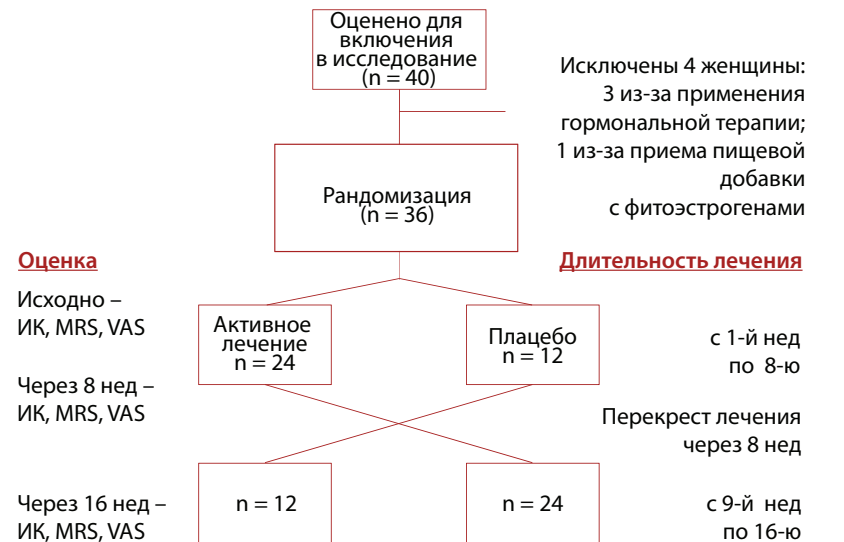 Оценено для
включения
в исследование
(n = 40)
Исключены 4 женщины:
3 из-за применения
гормональной терапии;
1 из-за приема пищевой
добавки
с фитоэстрогенами
Рандомизация
(n = 36)
Оценка
Длительность лечения
Исходно –
ИК, MRS, VAS
Активное
лечение
n = 24
Плацебо
n = 12
с 1-й нед
по 8-ю
Через 8 нед –
ИК, MRS, VAS
Перекрест лечения
через 8 нед
Через 16 нед –
ИК, MRS, VAS
n = 12
n = 24
с 9-й нед
по 16-ю